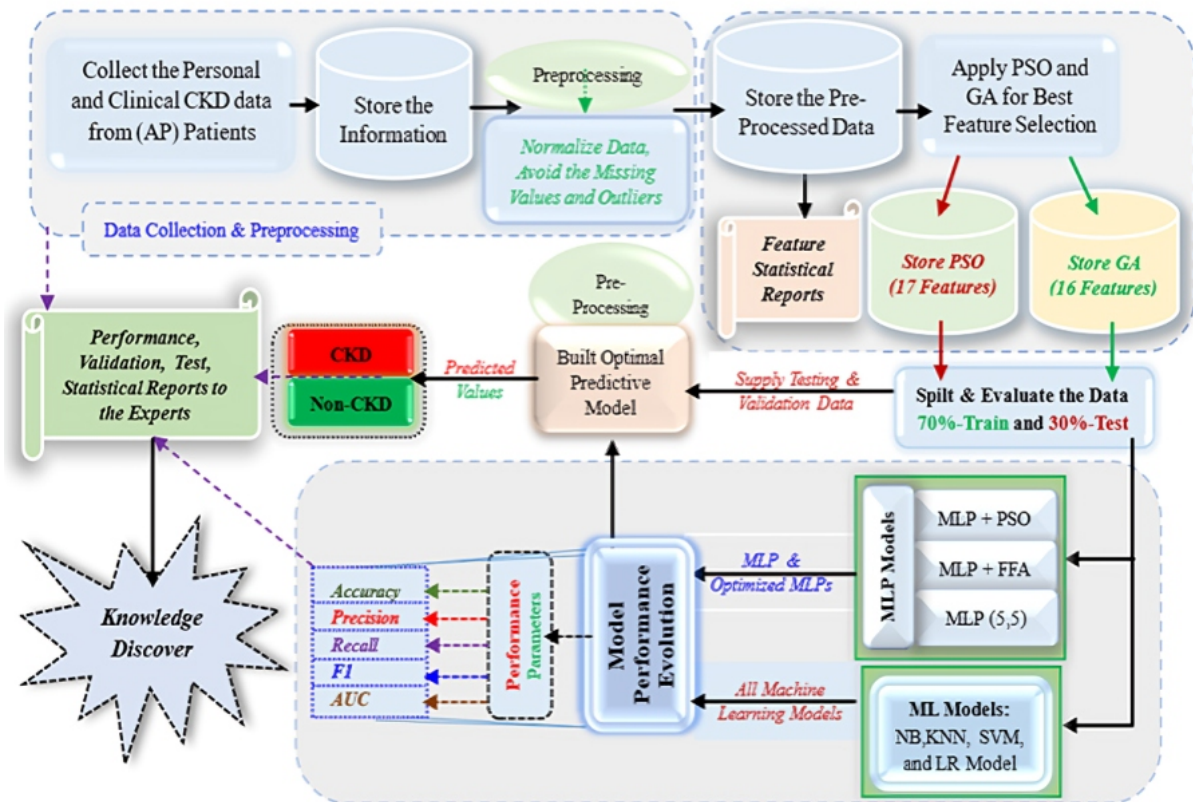 Collect the Personal
and Clinical CKD data
from (AP) Patients
Store the
Information
Preprocessing
Normalize Data,
Avoid the Missing
Values and Outliers
Data Collection & Preprocessing
Store the Pre-
Processed Data
Apply PSO and
GA for Best
Feature Selection
Feature
Statistical
Reports
Store PSO
(17 Features)
Store GA
(16 Features)
Performance,
Validation, Test,
Statistical Reports to
the Experts
CKD
Non-CKD
Predicted
Values
Pre-
Processing
Built Optimal
Predictive
Model
Supply Testing &
Validation Data
Spilt & Evaluate the Data
70%-Train and 30%-Test
Knowledge
Discover
Accuracy
Precision
Recall
F1
AUC
Performance
Parameters
Model
Performance
Evolution
MLP &
Optimized MLPs
All Machine
Learning Models
MLP Models
MLP + PSO
MLP + FFA
MLP (5,5)
ML Models:
NB,KNN, SVM,
and LR Model